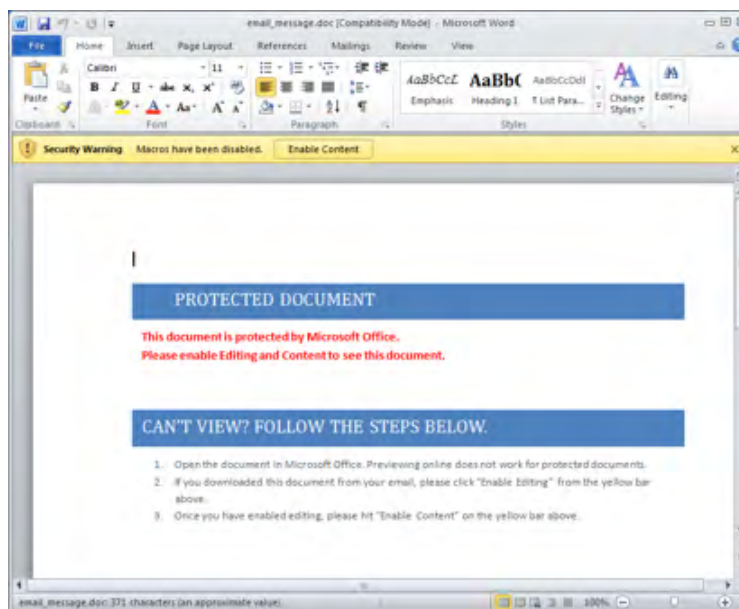 email_message.doc [Compatibility Mode] - Microsoft Word
File Home Insert Page Layout References Mailings Review View
Paste
Calibri 11
B I U abc x, x²
Aa A A
AaBbCcL AaBb( AaBbCcDdI
Emphasis Heading 1 ¶ List Para...
Change Styles
Editing
Clipboard Font Paragraph Styles
Security Warning Macros have been disabled. Enable Content
PROTECTED DOCUMENT
This document is protected by Microsoft Office.
Please enable Editing and Content to see this document.
CAN'T VIEW? FOLLOW THE STEPS BELOW.
1. Open the document in Microsoft Office. Previewing online does not work for protected documents.
2. If you downloaded this document from your email, please click "Enable Editing" from the yellow bar
above.
3. Once you have enabled editing, please hit "Enable Content" on the yellow bar above.
email_message.doc: 371 characters (an approximate value) 100%